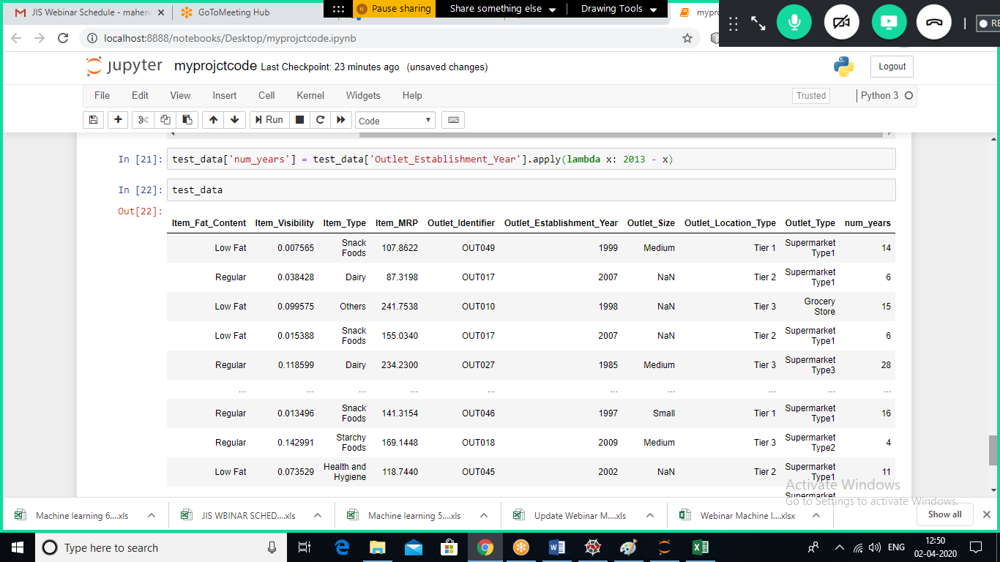 JIS Webinar Schedule - mahend
GoToMeeting Hub
Pause sharing
Share something else
Drawing Tools
myproj
localhost:8888/notebooks/Desktop/myprojctcode.ipynb
RE
jupyter myprojctcode Last Checkpoint: 23 minutes ago (unsaved changes)
Logout
File Edit View Insert Cell Kernel Widgets Help
Trusted Python 3
Run Code
In [21]: test_data['num_years'] = test_data['Outlet_Establishment_Year'].apply(lambda x: 2013 - x)
In [22]: test_data
Out[22]:
Item_Fat_Content Item_Visibility Item_Type Item_MRP Outlet_Identifier Outlet_Establishment_Year Outlet_Size Outlet_Location_Type Outlet_Type num_years
Low Fat 0.007565 Snack Foods 107.8622 OUT049 1999 Medium Tier 1 Supermarket Type1 14
Regular 0.038428 Dairy 87.3198 OUT017 2007 NaN Tier 2 Supermarket Type1 6
Low Fat 0.099575 Others 241.7538 OUT010 1998 NaN Tier 3 Grocery Store 15
Low Fat 0.015388 Snack Foods 155.0340 OUT017 2007 NaN Tier 2 Supermarket Type1 6
Regular 0.118599 Dairy 234.2300 OUT027 1985 Medium Tier 3 Supermarket Type3 28
... ... ... ... ... ... ... ... ... ...
Regular 0.013496 Snack Foods 141.3154 OUT046 1997 Small Tier 1 Supermarket Type1 16
Regular 0.142991 Starchy Foods 169.1448 OUT018 2009 Medium Tier 3 Supermarket Type2 4
Low Fat 0.073529 Health and Hygiene 118.7440 OUT045 2002 NaN Tier 2 Supermarket Type1 11
Supermarket
Activate Windows
Go to Settings to activate Windows.
Machine learning 6....xls
JIS WBINAR SCHED....xls
Machine learning 5....xls
Update Webinar M....xls
Webinar Machine l....xlsx
Show all
Type here to search
ENG
12:50
02-04-2020